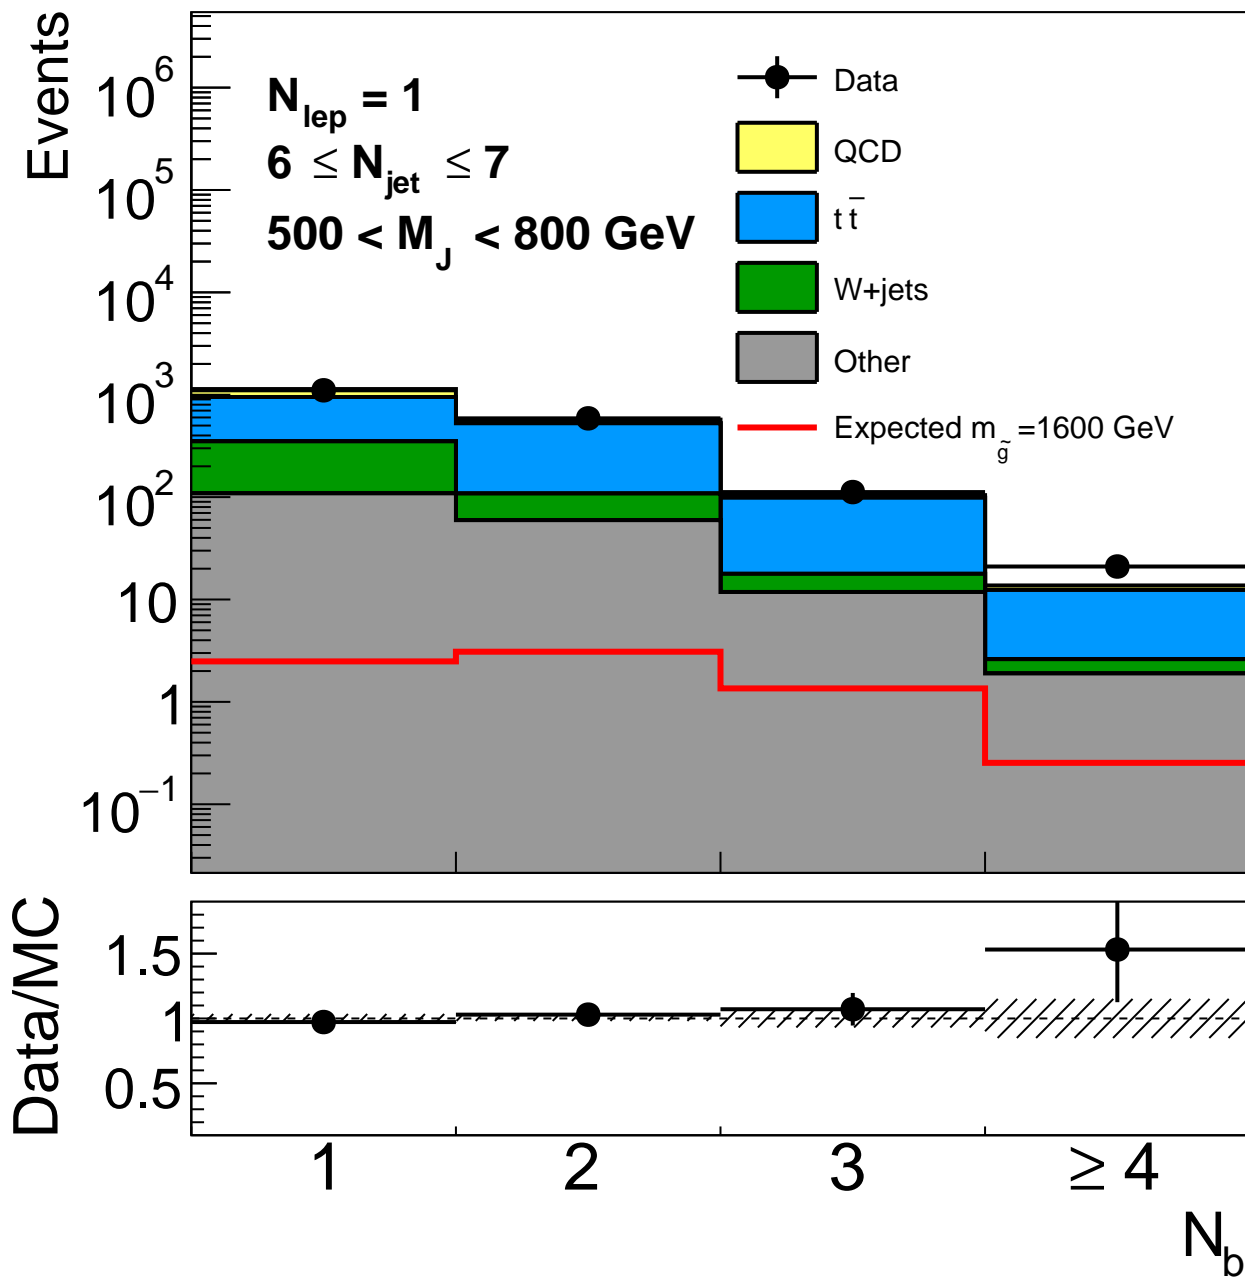 Events
10^6
10^5
10^4
10^3
10^2
10
1
10^−1
N_lep = 1
6 ≤ N_jet ≤ 7
500 < M_J < 800 GeV
Data
QCD
t t̄
W+jets
Other
Expected m_g̃ =1600 GeV
Data/MC
1.5
1
0.5
1 2 3 ≥ 4
N_b